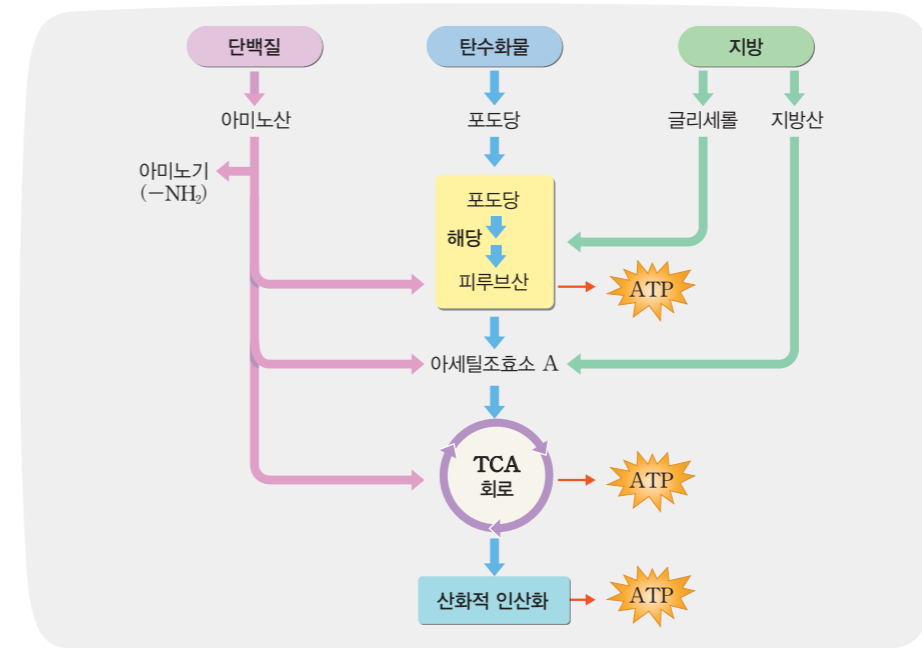 단백질
탄수화물
지방
아미노산
포도당
글리세롤
지방산
아미노기
(-NH₂)
포도당
해당
피루브산
ATP
아세틸조효소 A
TCA
회로
ATP
산화적 인산화
ATP